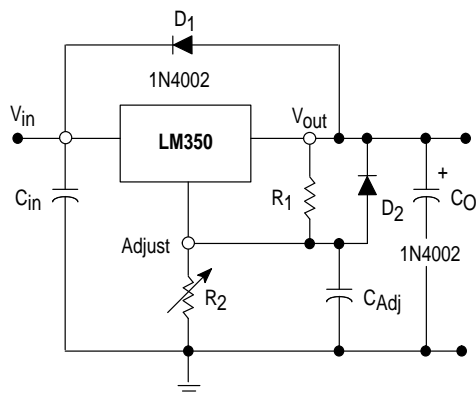 D1
1N4002
Vin
LM350
Vout
Cin
R1
D2
+
CO
1N4002
Adjust
R2
CAdj